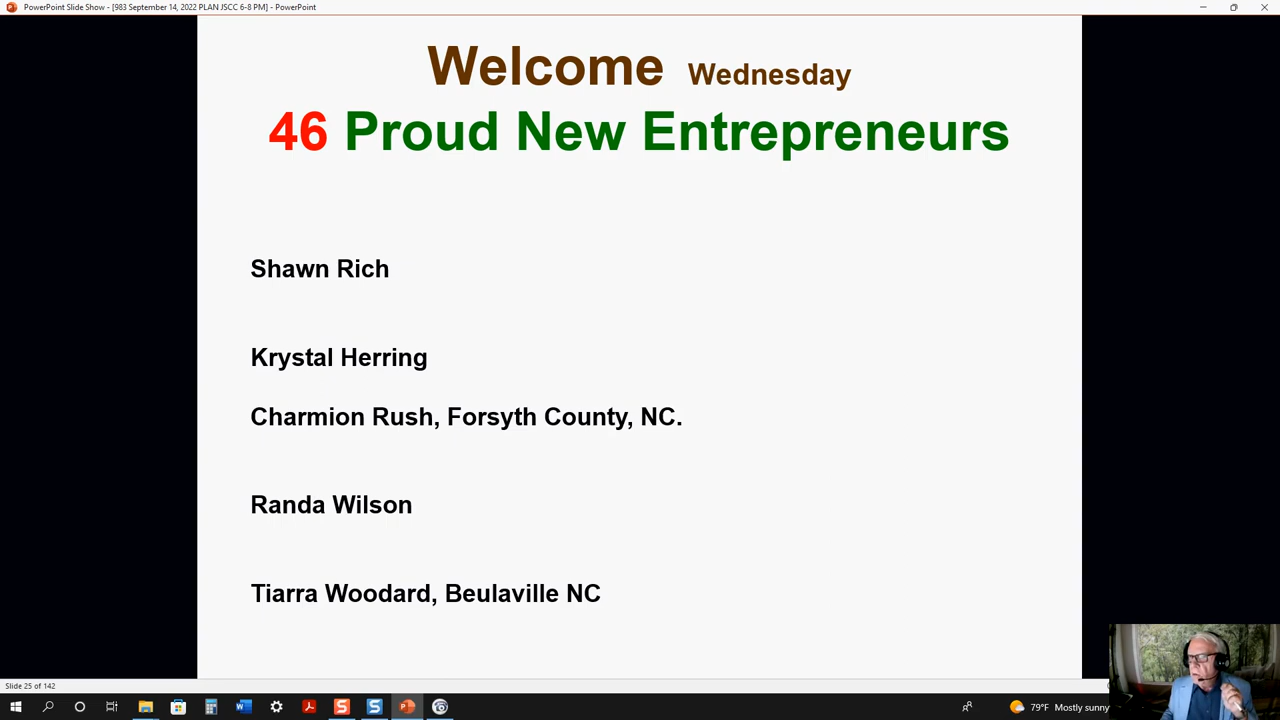 PowerPoint Slide Show - [983 September 14, 2022 PLAN JSCC 6-8 PM] - PowerPoint
Welcome Wednesday
46 Proud New Entrepreneurs
Shawn Rich
Krystal Herring
Charmion Rush, Forsyth County, NC.
Randa Wilson
Tiarra Woodard, Beulaville NC
Slide 25 of 142
79°F Mostly sunny